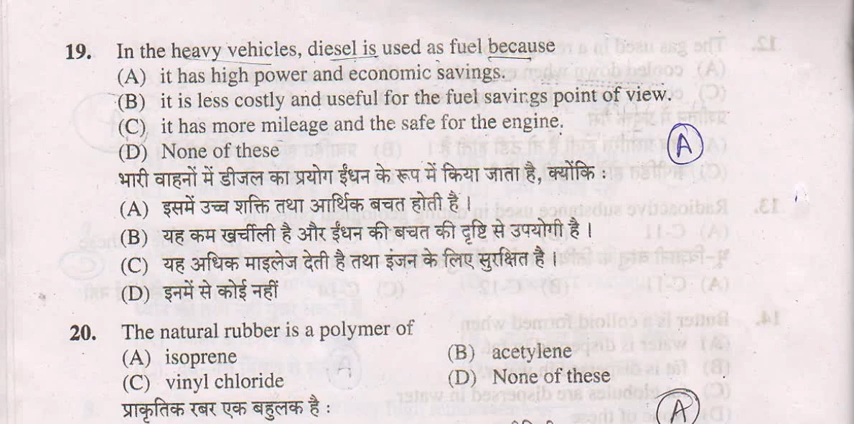 19. In the heavy vehicles, diesel is used as fuel because
(A) it has high power and economic savings.
(B) it is less costly and useful for the fuel savings point of view.
(C) it has more mileage and the safe for the engine.
(D) None of these
A
भारी वाहनों में डीजल का प्रयोग ईंधन के रूप में किया जाता है, क्योंकि :
(A) इसमें उच्च शक्ति तथा आर्थिक बचत होती है ।
(B) यह कम खर्चीली है और ईंधन की बचत की दृष्टि से उपयोगी है ।
(C) यह अधिक माइलेज देती है तथा इंजन के लिए सुरक्षित है ।
(D) इनमें से कोई नहीं
20. The natural rubber is a polymer of
(A) isoprene (B) acetylene
(C) vinyl chloride (D) None of these
प्राकृतिक रबर एक बहुलक है :
A